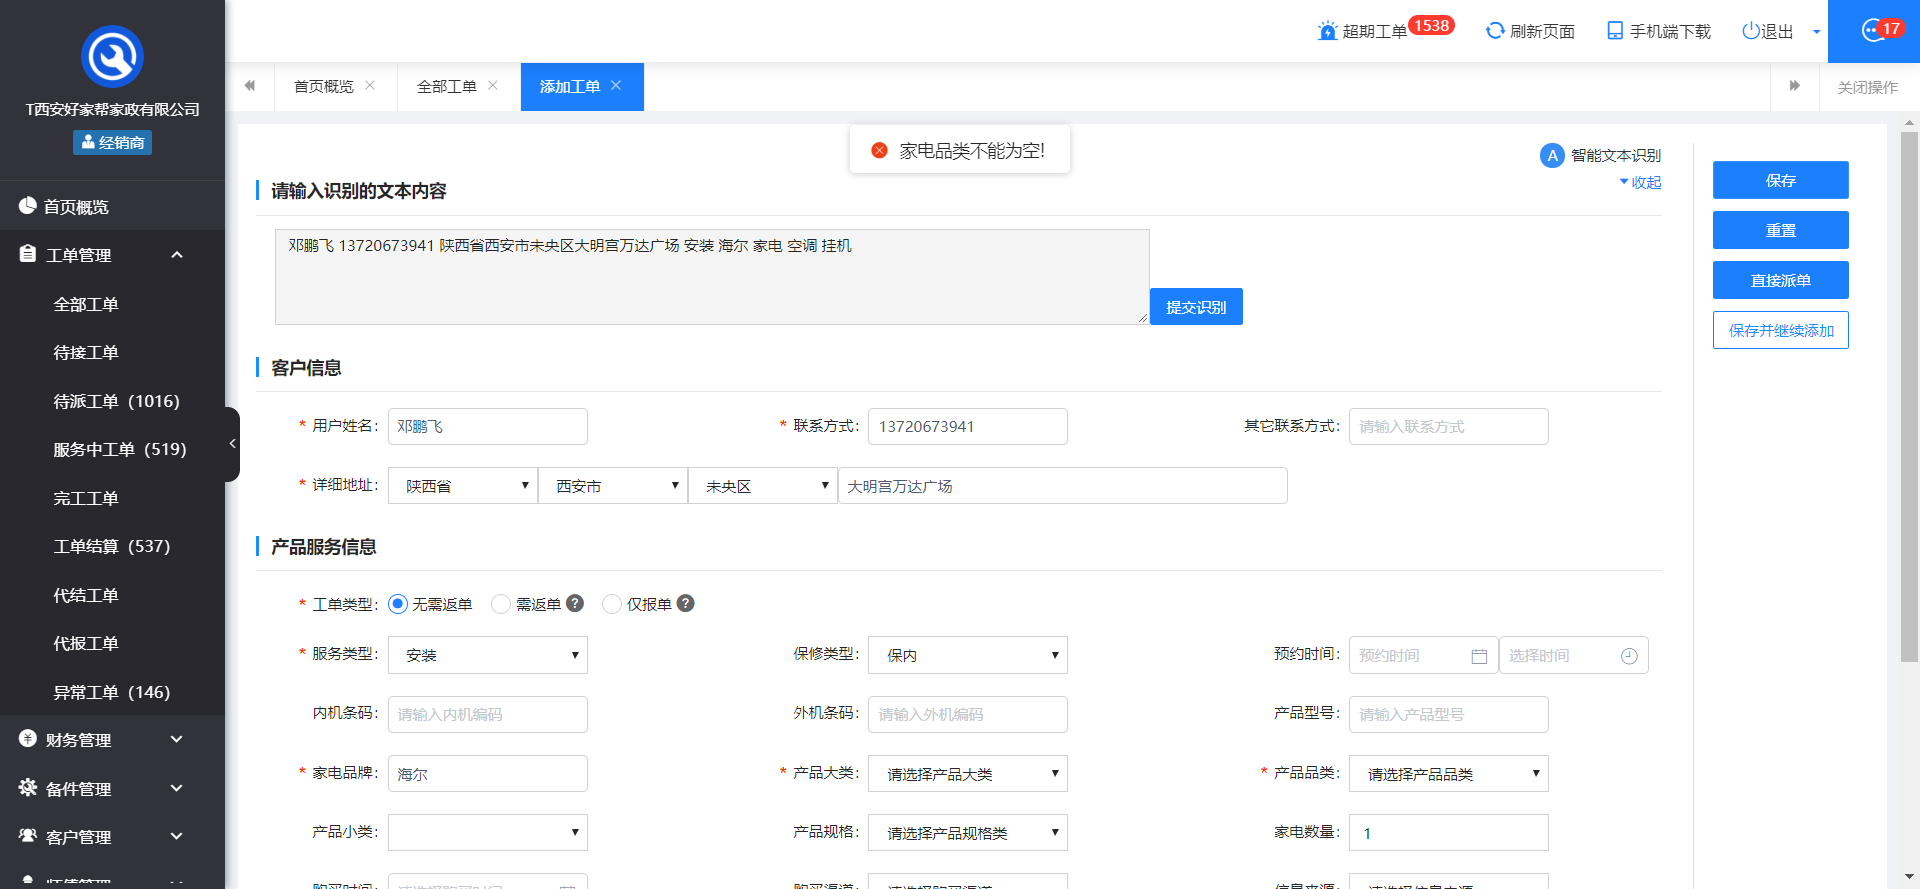 T西安好家帮家政有限公司
经销商
首页概览
工单管理
全部工单
待接工单
待派工单（1016）
服务中工单（519）
完工工单
工单结算（537）
代结工单
代报工单
异常工单（146）
财务管理
备件管理
客户管理
超期工单 1538 刷新页面 手机端下载 退出 17
首页概览 全部工单 添加工单 关闭操作
家电品类不能为空!
A 智能文本识别
收起
请输入识别的文本内容
邓鹏飞 13720673941 陕西省西安市未央区大明宫万达广场 安装 海尔 家电 空调 挂机
提交识别
保存
重置
直接派单
保存并继续添加
客户信息
* 用户姓名: 邓鹏飞 * 联系方式: 13720673941 其它联系方式: 请输入联系方式
* 详细地址: 陕西省 西安市 未央区 大明宫万达广场
产品服务信息
* 工单类型: 无需返单 需返单 ? 仅报单 ?
* 服务类型: 安装 保修类型: 保内 预约时间: 预约时间 选择时间
内机条码: 请输入内机编码 外机条码: 请输入外机编码 产品型号: 请输入产品型号
* 家电品牌: 海尔 * 产品大类: 请选择产品大类 * 产品品类: 请选择产品品类
产品小类: 产品规格: 请选择产品规格类 家电数量: 1